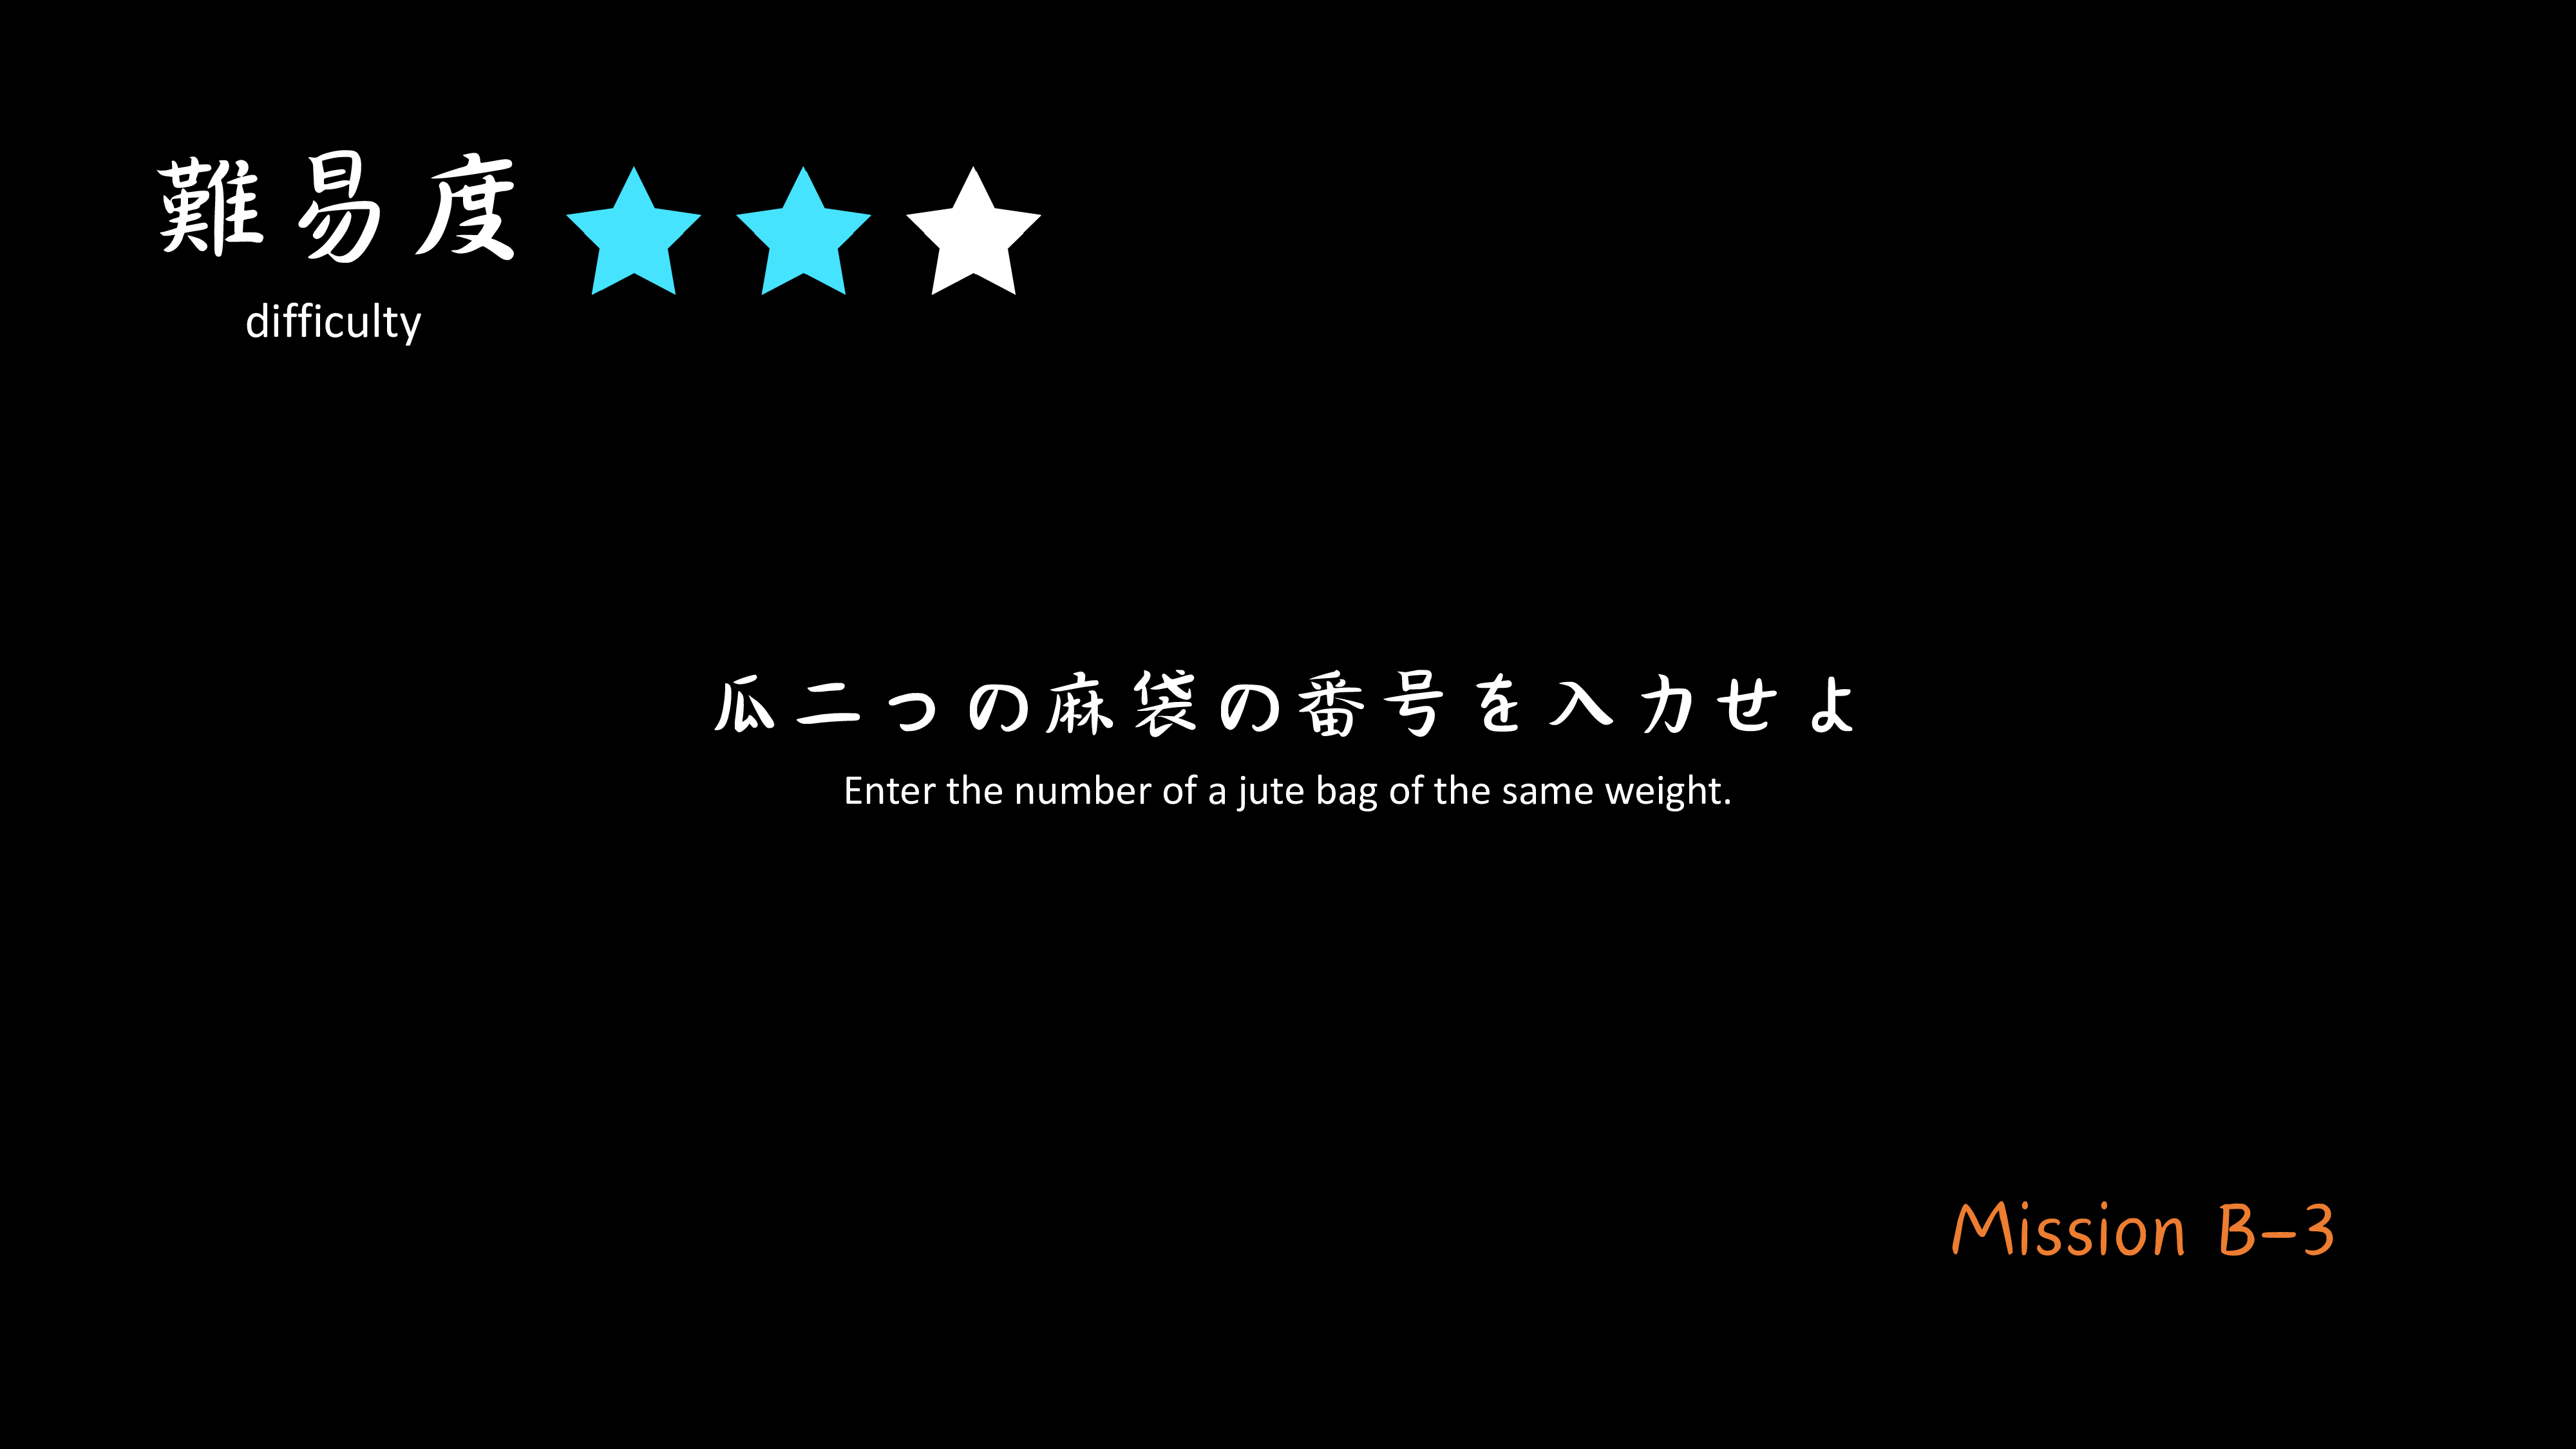 難易度
difficulty
瓜二つの麻袋の番号を入力せよ
Enter the number of a jute bag of the same weight.
Mission B-3